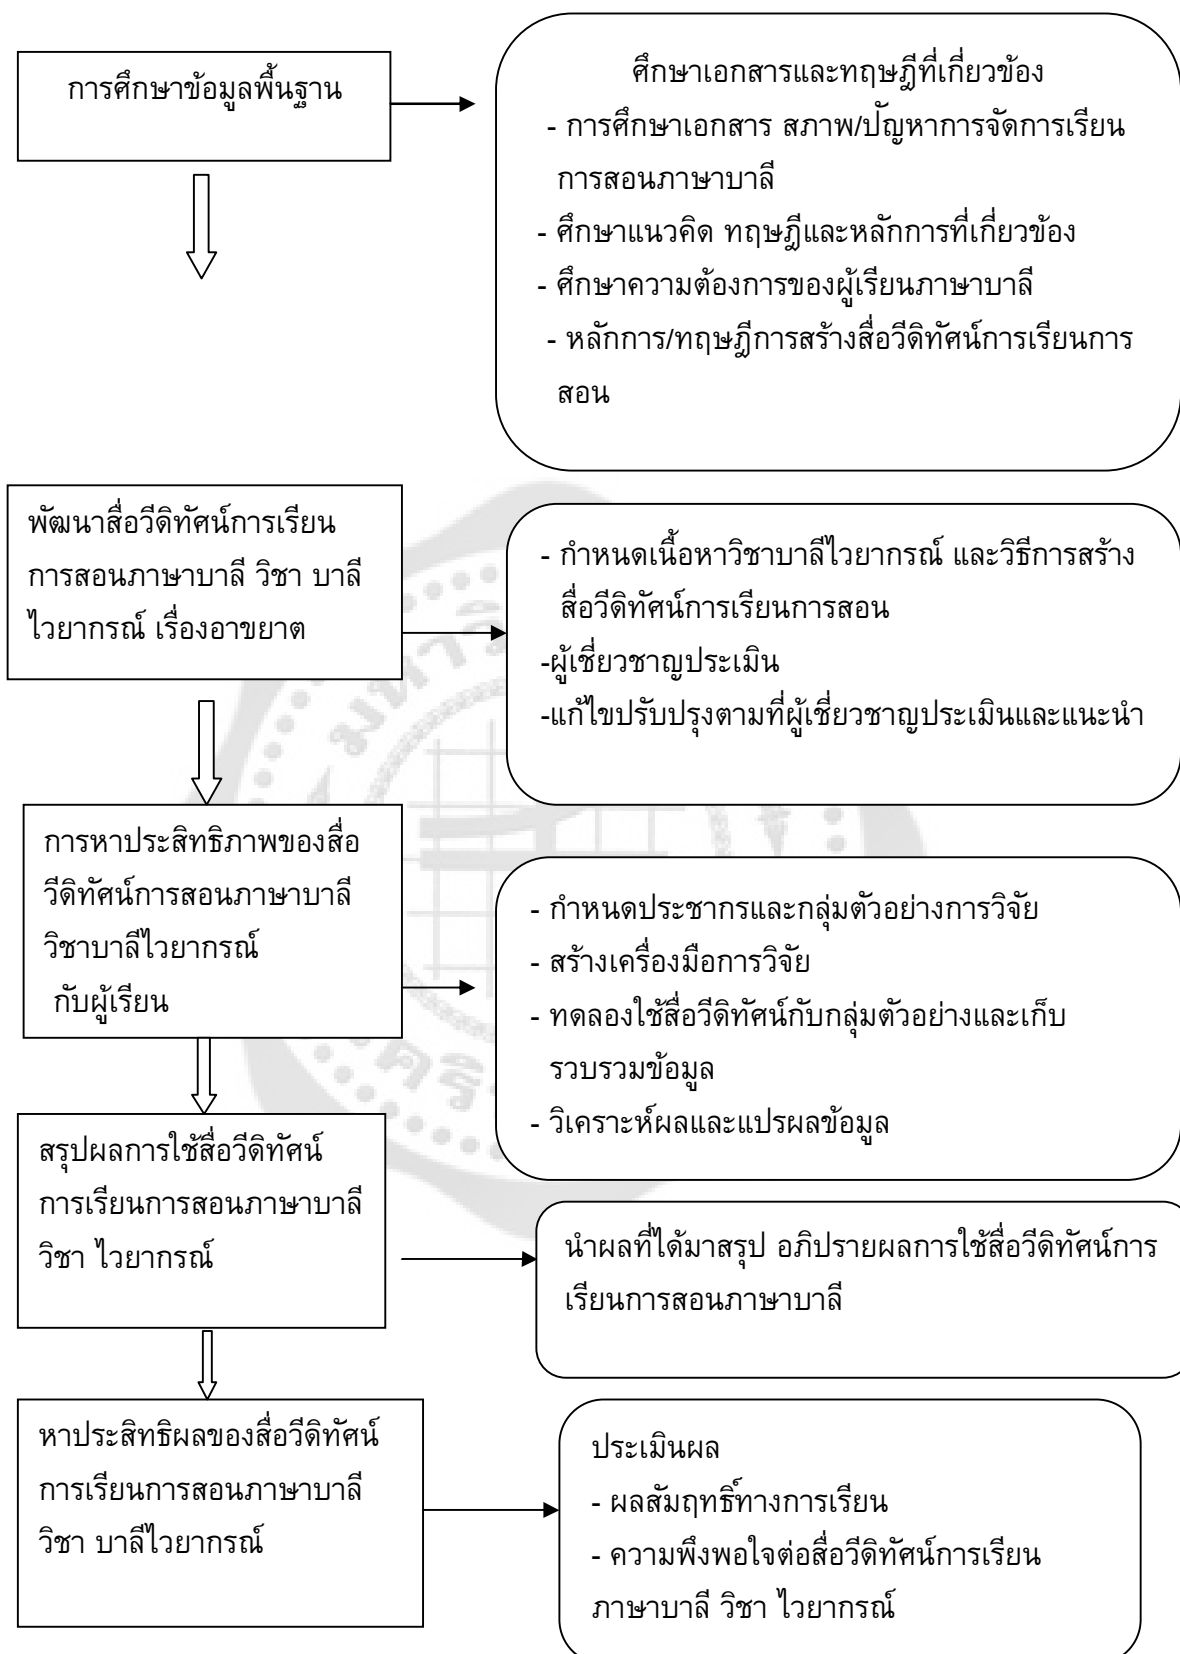 การศึกษาข้อมูลพื้นฐาน
ศึกษาเอกสารและทฤษฎีที่เกี่ยวข้อง
- การศึกษาเอกสาร สภาพ/ปัญหาการจัดการเรียน
การสอนภาษาบาลี
- ศึกษาแนวคิด ทฤษฎีและหลักการที่เกี่ยวข้อง
- ศึกษาความต้องการของผู้เรียนภาษาบาลี
- หลักการ/ทฤษฎีการสร้างสื่อวีดิทัศน์การเรียนการ
สอน
พัฒนาสื่อวีดิทัศน์การเรียน
การสอนภาษาบาลี วิชา บาลี
ไวยากรณ์ เรื่องอาขยาต
- กำหนดเนื้อหาวิชาบาลีไวยากรณ์ และวิธีการสร้าง
สื่อวีดิทัศน์การเรียนการสอน
-ผู้เชี่ยวชาญประเมิน
-แก้ไขปรับปรุงตามที่ผู้เชี่ยวชาญประเมินและแนะนำ
การหาประสิทธิภาพของสื่อ
วีดิทัศน์การสอนภาษาบาลี
วิชาบาลีไวยากรณ์
กับผู้เรียน
- กำหนดประชากรและกลุ่มตัวอย่างการวิจัย
- สร้างเครื่องมือการวิจัย
- ทดลองใช้สื่อวีดิทัศน์กับกลุ่มตัวอย่างและเก็บ
รวบรวมข้อมูล
- วิเคราะห์ผลและแปรผลข้อมูล
สรุปผลการใช้สื่อวีดิทัศน์
การเรียนการสอนภาษาบาลี
วิชา ไวยากรณ์
นำผลที่ได้มาสรุป อภิปรายผลการใช้สื่อวีดิทัศน์การ
เรียนการสอนภาษาบาลี
หาประสิทธิผลของสื่อวีดิทัศน์
การเรียนการสอนภาษาบาลี
วิชา บาลีไวยากรณ์
ประเมินผล
- ผลสัมฤทธิ์ทางการเรียน
- ความพึงพอใจต่อสื่อวีดิทัศน์การเรียน
ภาษาบาลี วิชา ไวยากรณ์